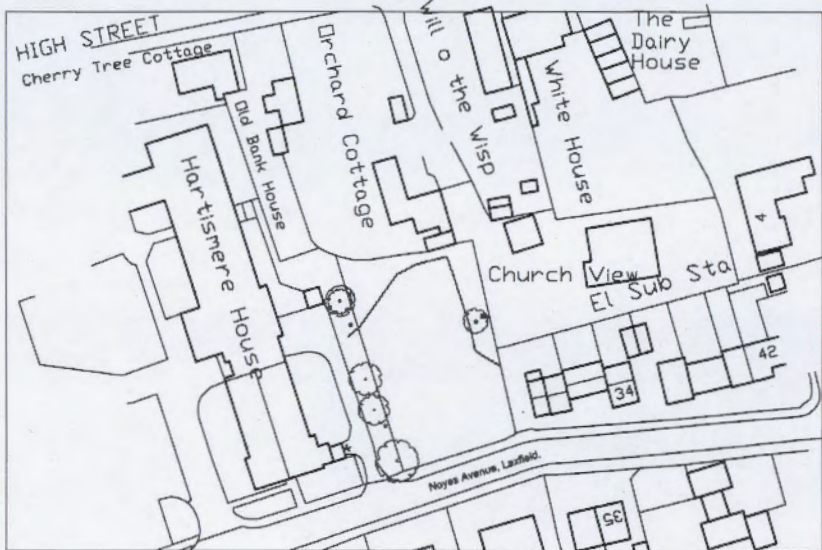 HIGH STREET
Cherry Tree Cottage
Old Bank House
Orchard Cottage
Will o the Wisp
White House
The
Dairy
House
Hartismere House
Church View
El Sub Sta
4
42
34
Noyes Avenue, Laxfield.
35